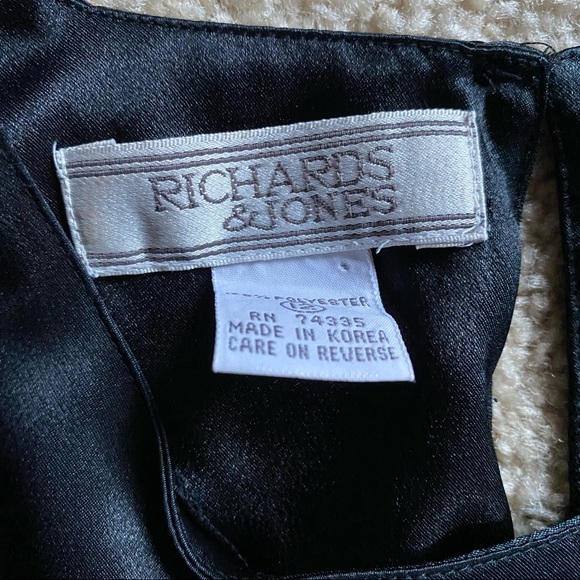 RICHARDS
&JONES
POLYESTER
RN 74335
MADE IN KOREA
CARE ON REVERSE